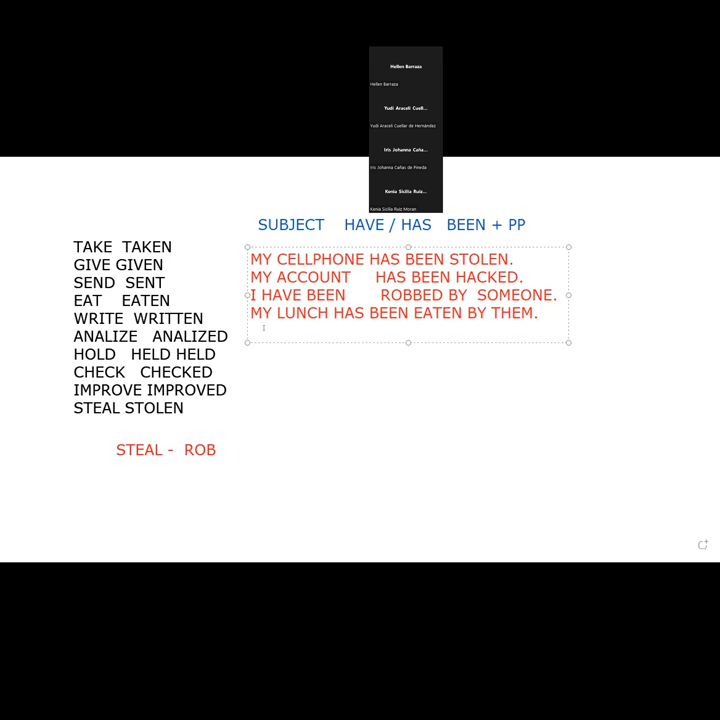 Hellen Barraza
Hellen Barraza
Yudi Araceli Cuell...
Yudi Araceli Cuellar de Hernández
Iris Johanna Caña...
Iris Johanna Cañas de Pineda
Kenia Sicilia Ruiz...
Kenia Sicilia Ruiz Moran
SUBJECT HAVE / HAS BEEN + PP
TAKE TAKEN
GIVE GIVEN
SEND SENT
EAT EATEN
WRITE WRITTEN
ANALIZE ANALIZED
HOLD HELD HELD
CHECK CHECKED
IMPROVE IMPROVED
STEAL STOLEN
STEAL - ROB
MY CELLPHONE HAS BEEN STOLEN.
MY ACCOUNT HAS BEEN HACKED.
I HAVE BEEN ROBBED BY SOMEONE.
MY LUNCH HAS BEEN EATEN BY THEM.